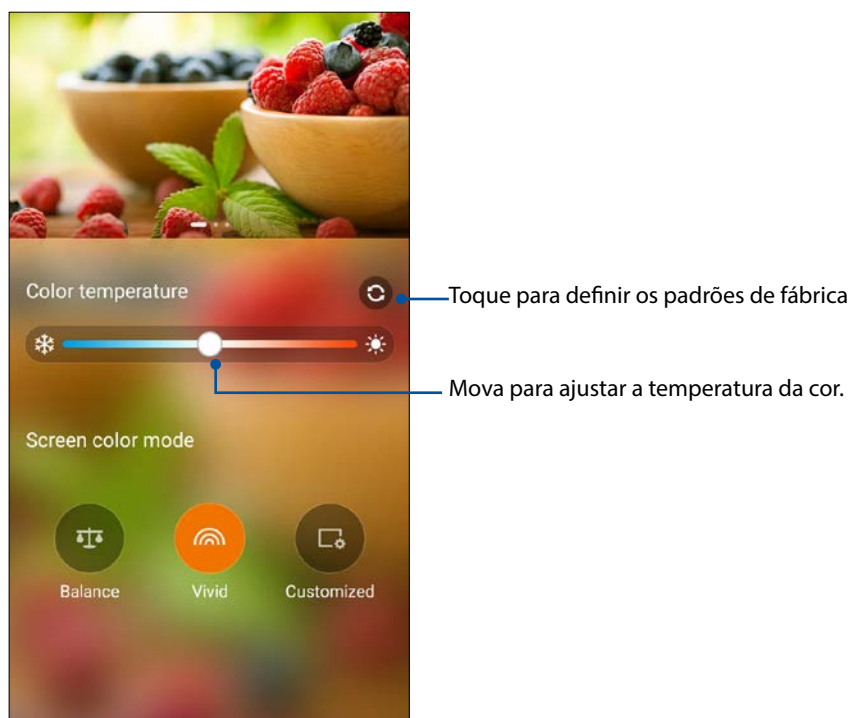 Color temperature
Toque para definir os padrões de fábrica
Mova para ajustar a temperatura da cor.
Screen color mode
Balance
Vivid
Customized